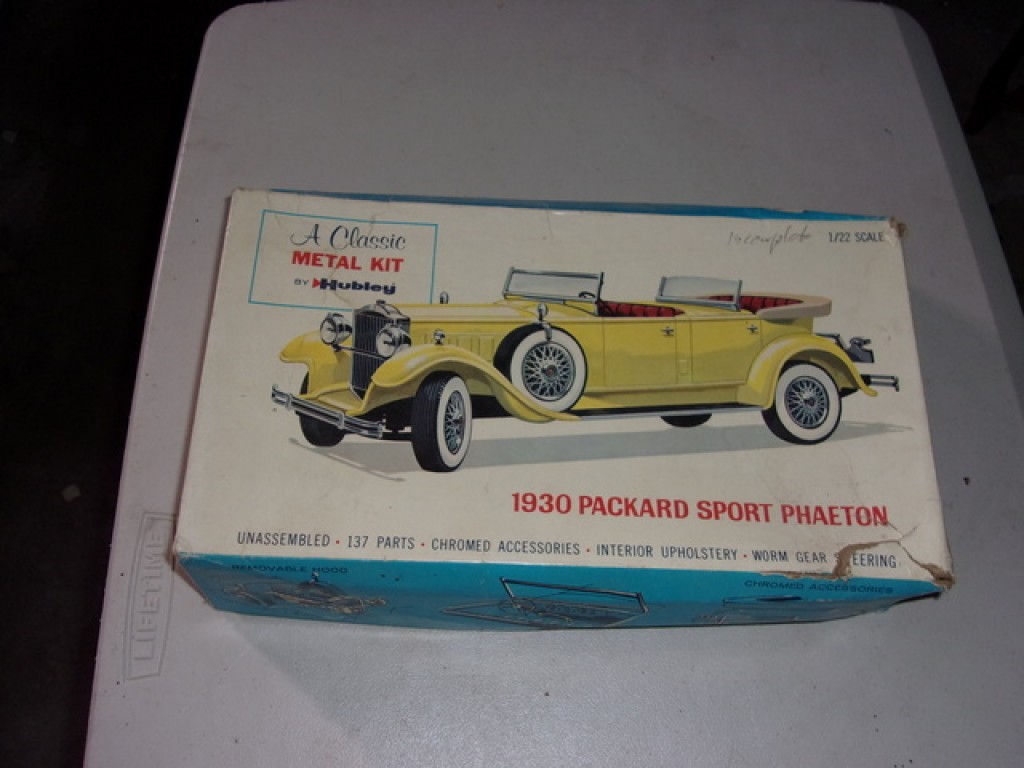 A Classic
METAL KIT
BY Hubley
Incomplete
1/22 SCALE
1930 PACKARD SPORT PHAETON
UNASSEMBLED • 137 PARTS • CHROMED ACCESSORIES • INTERIOR UPHOLSTERY • WORM GEAR EERING
REMOVABLE HOOD
CHROMED ACCESSORIES
LIFETIME